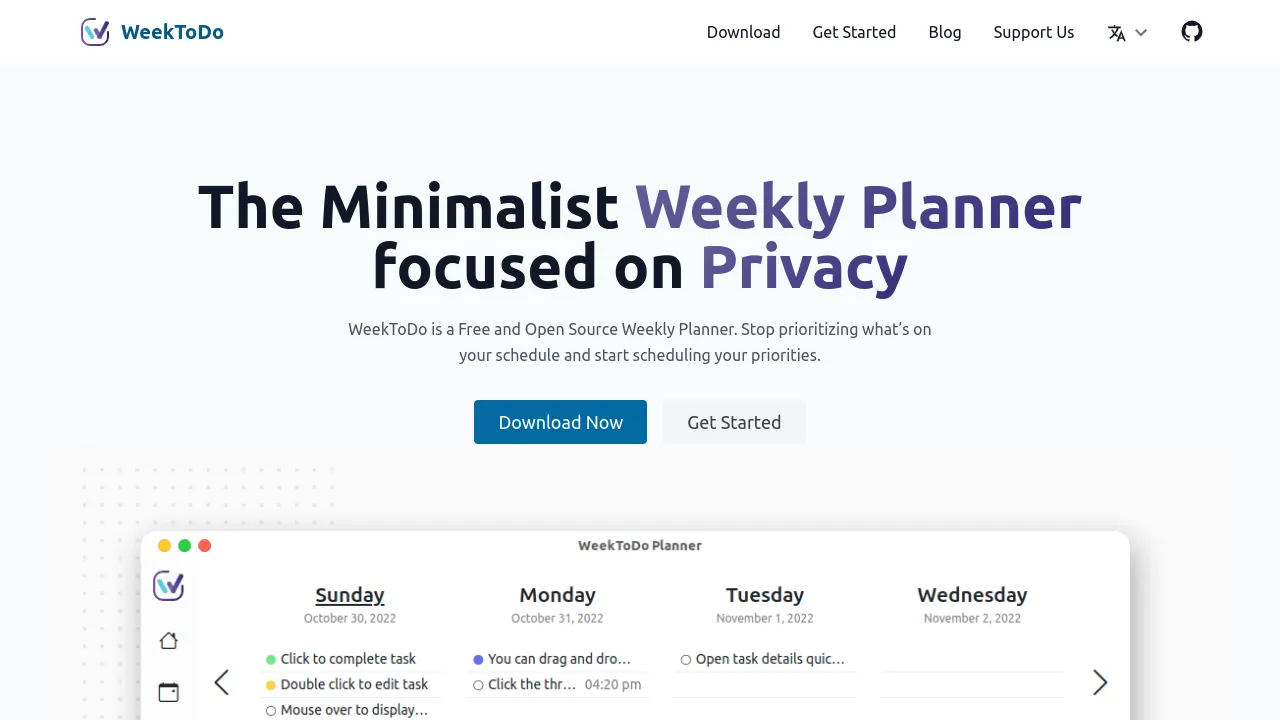 WeekToDo
Download
Get Started
Blog
Support Us
The Minimalist Weekly Planner
focused on Privacy
WeekToDo is a Free and Open Source Weekly Planner. Stop prioritizing what’s on
your schedule and start scheduling your priorities.
Download Now
Get Started
WeekToDo Planner
Sunday
October 30, 2022
Click to complete task
Double click to edit task
Mouse over to display...
Monday
October 31, 2022
You can drag and dro...
Click the thr... 04:20 pm
Tuesday
November 1, 2022
Open task details quic...
Wednesday
November 2, 2022